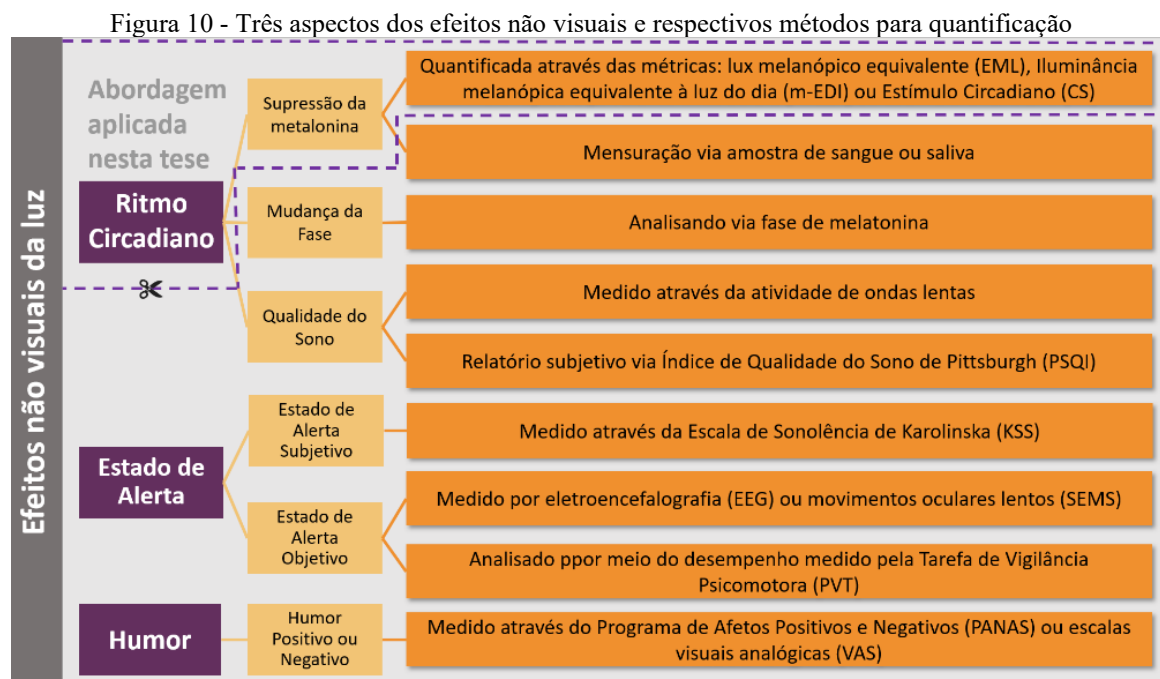 Figura 10 - Três aspectos dos efeitos não visuais e respectivos métodos para quantificação
Efeitos não visuais da luz
Abordagem
aplicada
nesta tese
Ritmo
Circadiano
Supressão da
metalonina
Quantificada através das métricas: lux melanópico equivalente (EML), Iluminância
melanópica equivalente à luz do dia (m-EDI) ou Estímulo Circadiano (CS)
Mensuração via amostra de sangue ou saliva
Mudança da
Fase
Analisando via fase de melatonina
Qualidade do
Sono
Medido através da atividade de ondas lentas
Relatório subjetivo via Índice de Qualidade do Sono de Pittsburgh (PSQI)
Estado de
Alerta
Estado de
Alerta
Subjetivo
Medido através da Escala de Sonolência de Karolinska (KSS)
Estado de
Alerta
Objetivo
Medido por eletroencefalografia (EEG) ou movimentos oculares lentos (SEMS)
Analisado ppor meio do desempenho medido pela Tarefa de Vigilância
Psicomotora (PVT)
Humor
Humor
Positivo ou
Negativo
Medido através do Programa de Afetos Positivos e Negativos (PANAS) ou escalas
visuais analógicas (VAS)